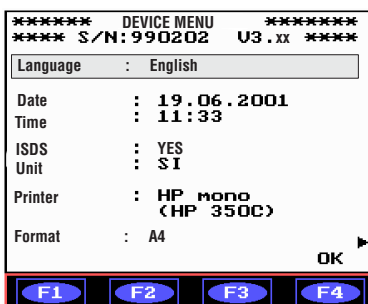 ****** DEVICE MENU *******
**** S/N:990202 V3.xx ****
Language : English
Date : 19.06.2001
Time : 11:33
ISDS : YES
Unit : SI
Printer : HP mono
(HP 350C)
Format : A4
OK
F1 F2 F3 F4